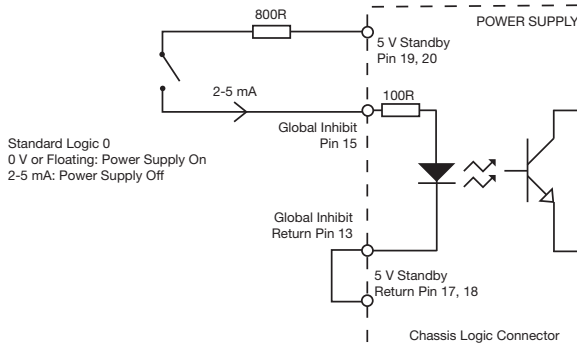 800R
POWER SUPPLY
5 V Standby
Pin 19, 20
2-5 mA
100R
Global Inhibit
Pin 15
Standard Logic 0
0 V or Floating: Power Supply On
2-5 mA: Power Supply Off
Global Inhibit
Return Pin 13
5 V Standby
Return Pin 17, 18
Chassis Logic Connector